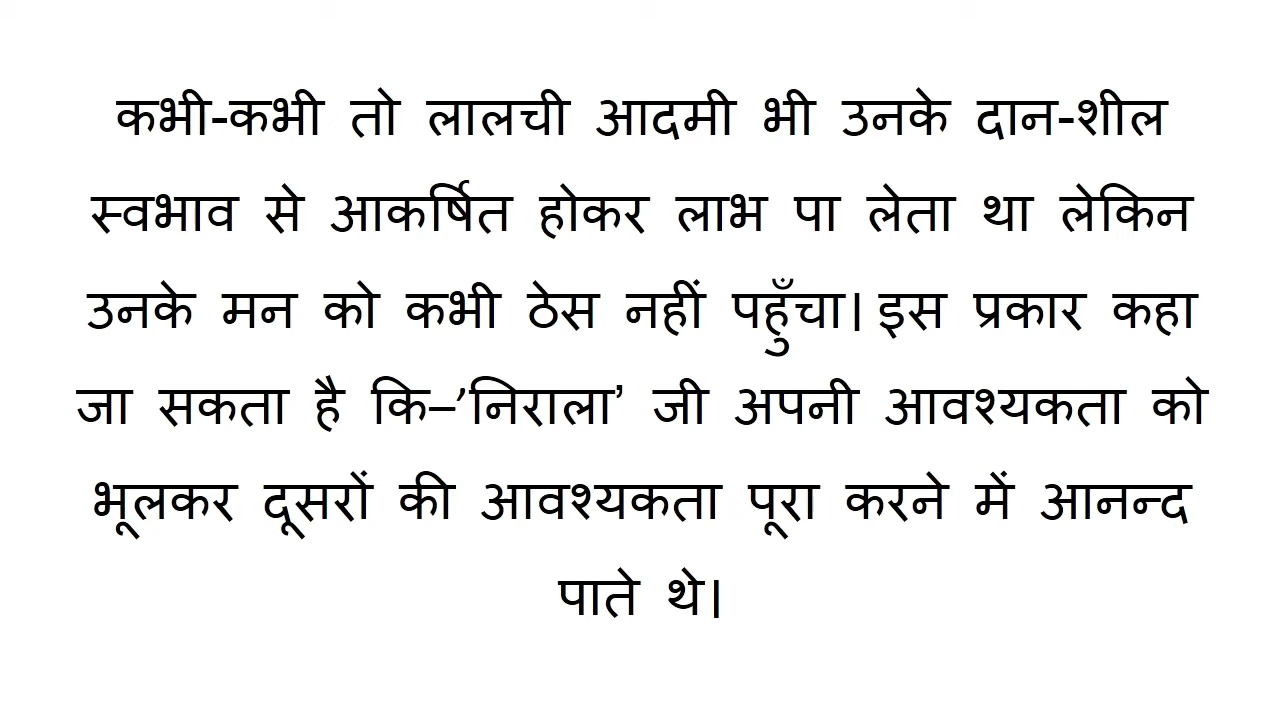 कभी-कभी तो लालची आदमी भी उनके दान-शील
स्वभाव से आकर्षित होकर लाभ पा लेता था लेकिन
उनके मन को कभी ठेस नहीं पहुँचा। इस प्रकार कहा
जा सकता है कि–’निराला’ जी अपनी आवश्यकता को
भूलकर दूसरों की आवश्यकता पूरा करने में आनन्द
पाते थे।